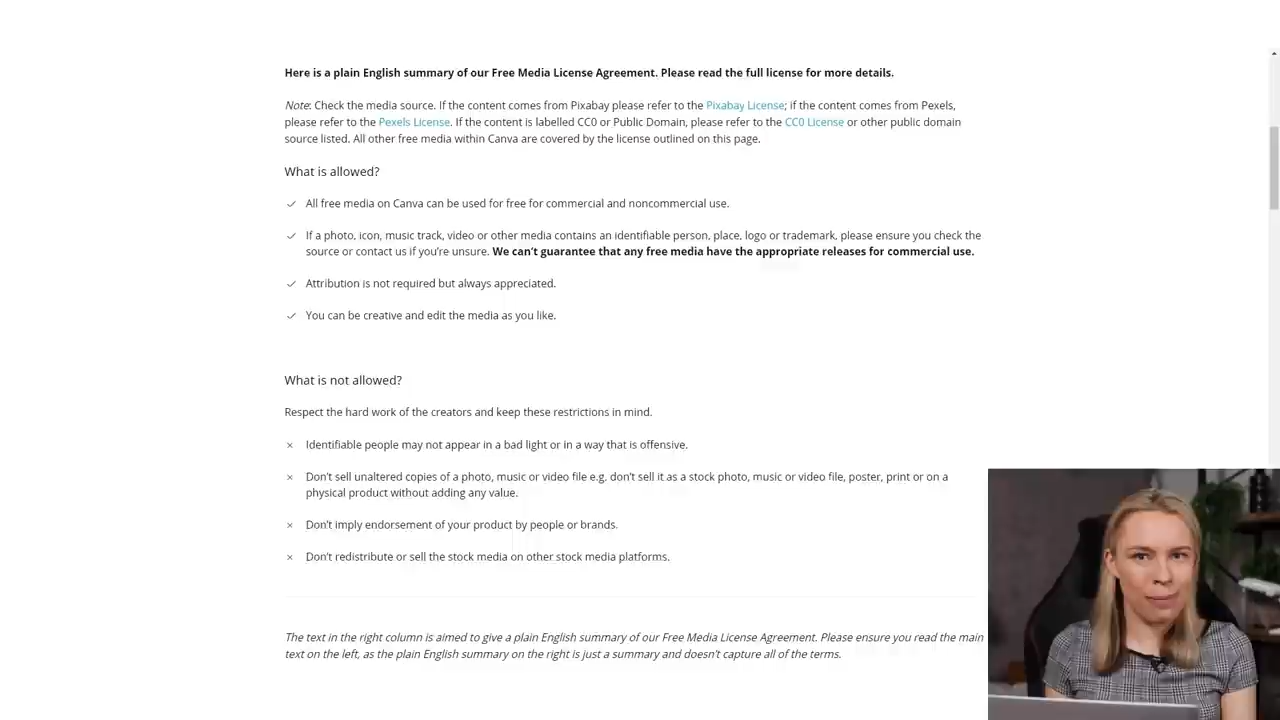 Here is a plain English summary of our Free Media License Agreement. Please read the full license for more details.
Note: Check the media source. If the content comes from Pixabay please refer to the Pixabay License; if the content comes from Pexels,
please refer to the Pexels License. If the content is labelled CC0 or Public Domain, please refer to the CC0 License or other public domain
source listed. All other free media within Canva are covered by the license outlined on this page.
What is allowed?
All free media on Canva can be used for free for commercial and noncommercial use.
If a photo, icon, music track, video or other media contains an identifiable person, place, logo or trademark, please ensure you check the
source or contact us if you're unsure. We can't guarantee that any free media have the appropriate releases for commercial use.
Attribution is not required but always appreciated.
You can be creative and edit the media as you like.
What is not allowed?
Respect the hard work of the creators and keep these restrictions in mind.
Identifiable people may not appear in a bad light or in a way that is offensive.
Don't sell unaltered copies of a photo, music or video file e.g. don't sell it as a stock photo, music or video file, poster, print or on a
physical product without adding any value.
Don't imply endorsement of your product by people or brands.
Don't redistribute or sell the stock media on other stock media platforms.
The text in the right column is aimed to give a plain English summary of our Free Media License Agreement. Please ensure you read the main
text on the left, as the plain English summary on the right is just a summary and doesn't capture all of the terms.